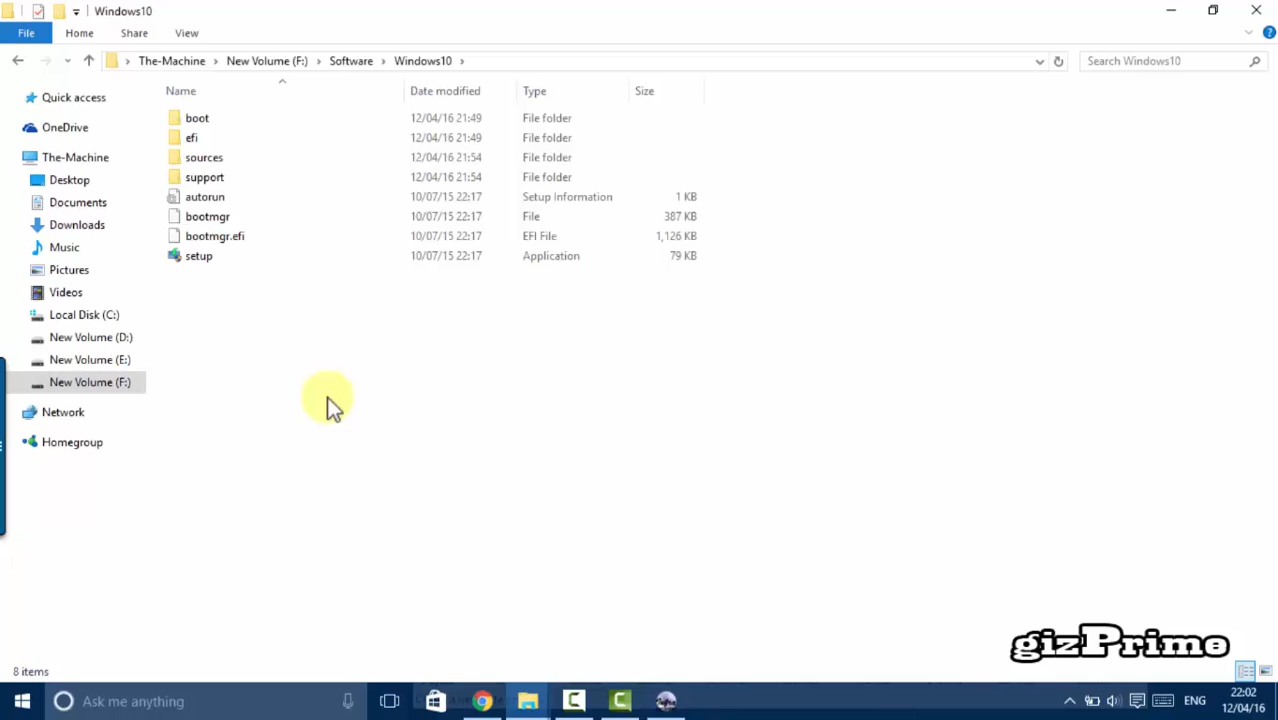 Windows10
File Home Share View
The-Machine New Volume (F:) Software Windows10
Search Windows10
Name Date modified Type Size
Quick access
OneDrive
The-Machine
Desktop
Documents
Downloads
Music
Pictures
Videos
Local Disk (C:)
New Volume (D:)
New Volume (E:)
New Volume (F:)
Network
Homegroup
boot 12/04/16 21:49 File folder
efi 12/04/16 21:49 File folder
sources 12/04/16 21:54 File folder
support 12/04/16 21:54 File folder
autorun 10/07/15 22:17 Setup Information 1 KB
bootmgr 10/07/15 22:17 File 387 KB
bootmgr.efi 10/07/15 22:17 EFI File 1,126 KB
setup 10/07/15 22:17 Application 79 KB
gizPrime
8 items
Ask me anything
ENG
22:02
12/04/16